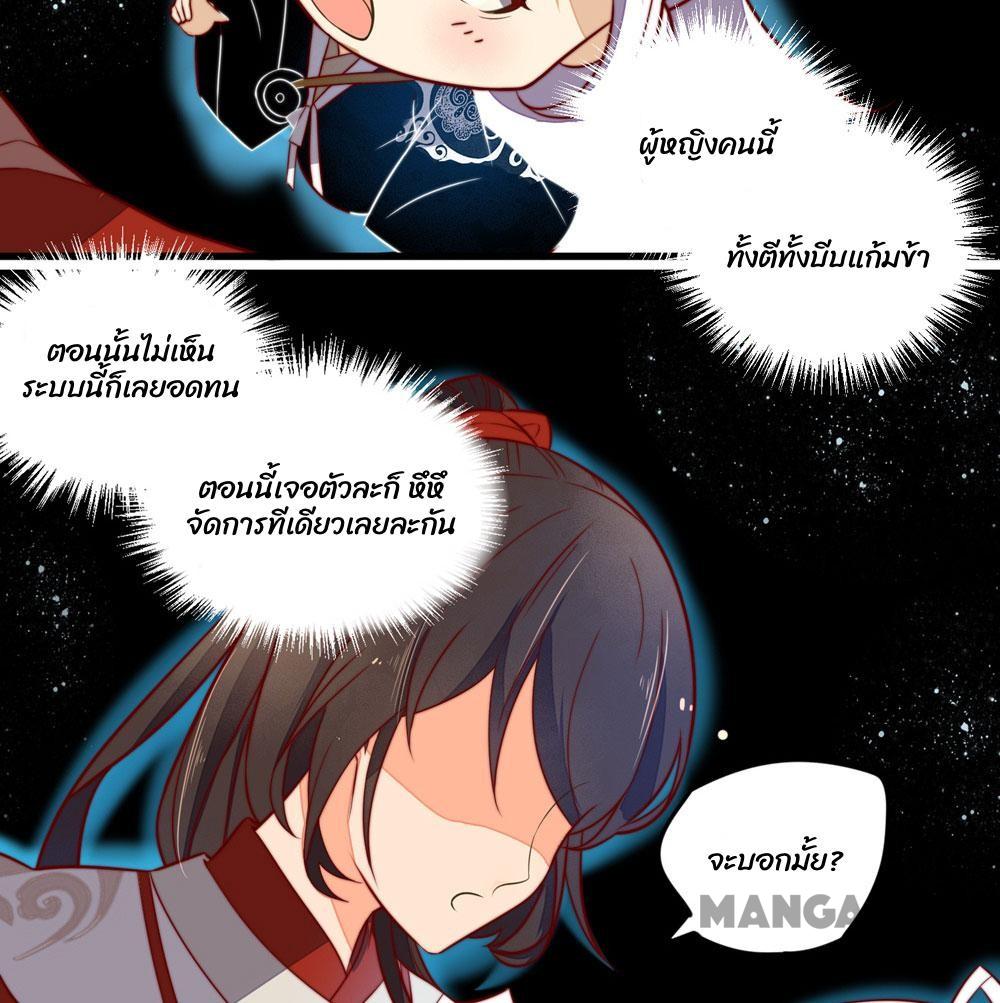 ผู้หญิงคนนี้
ทั้งตีทั้งบีบแก้มข้า
ตอนนั้นไม่เห็น
ระบบนี้ก็เลยอดทน
ตอนนี้เจอตัวละก็ หึหึ
จัดการทีเดียวเลยละกัน
จะบอกมั้ย?
MANGA